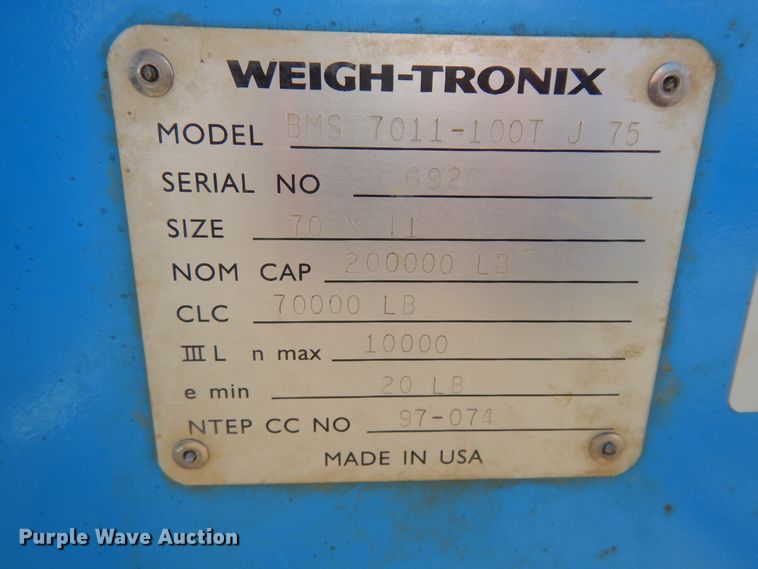 WEIGH-TRONIX
MODEL BMS 7011-100T J 75
SERIAL NO 6926
SIZE 70 X 11
NOM CAP 200000 LB
CLC 70000 LB
III L n max 10000
e min 20 LB
NTEP CC NO 97-074
MADE IN USA
Purple Wave Auction